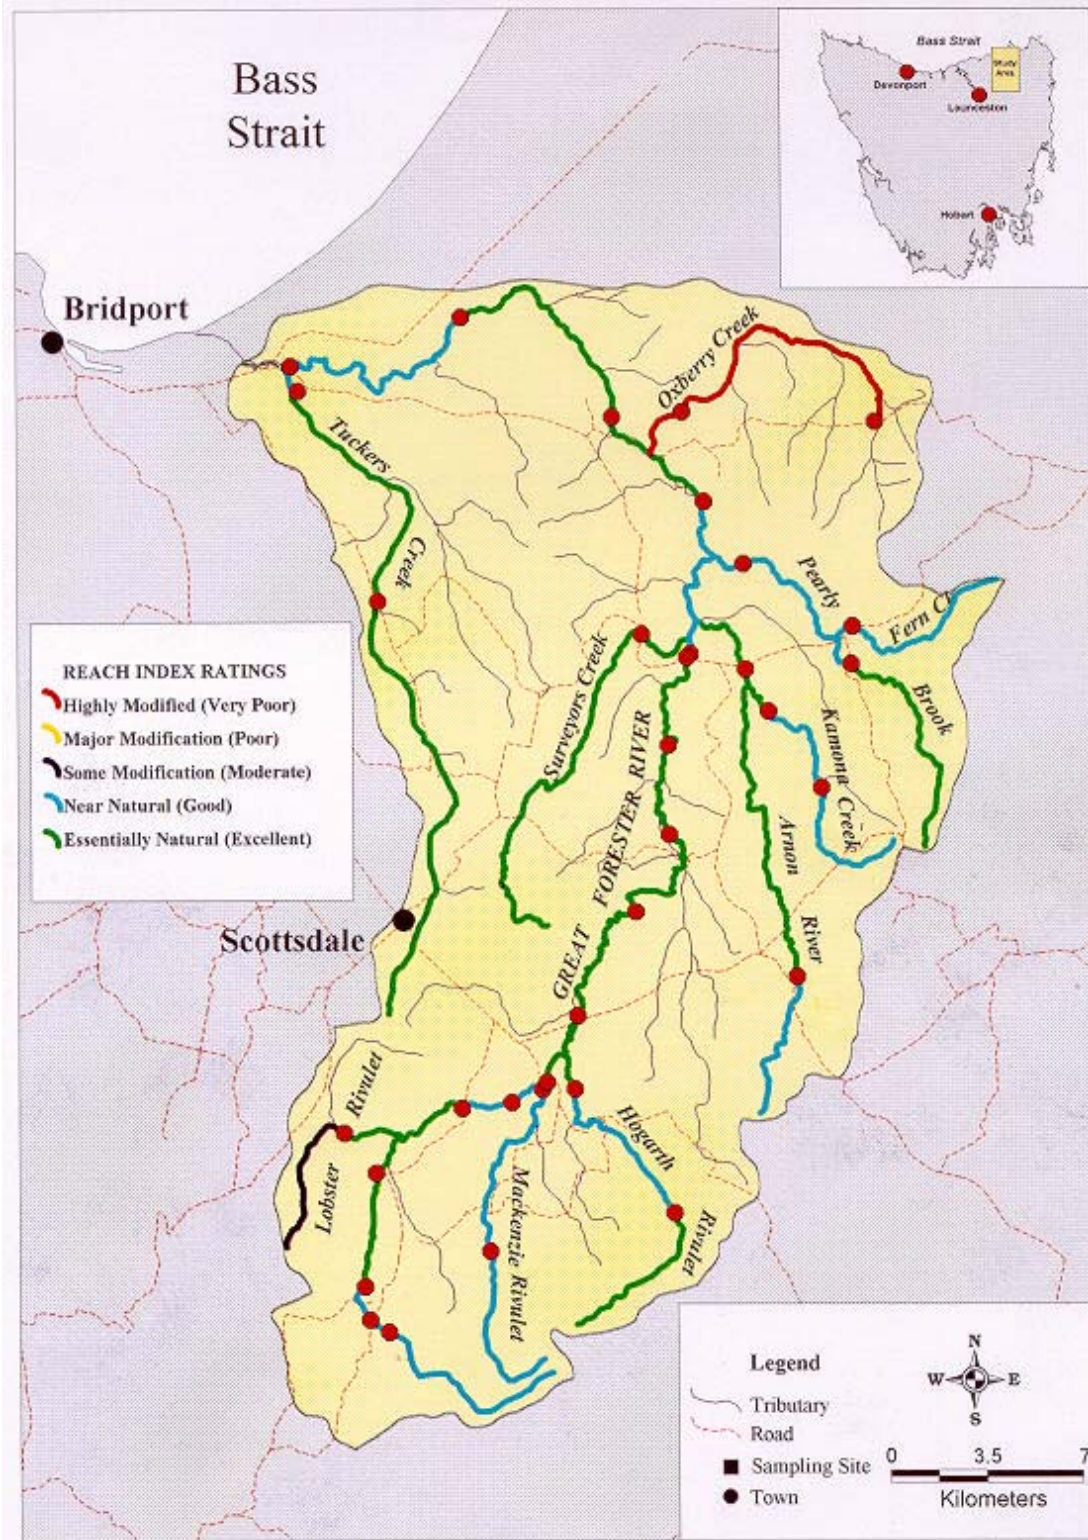 Bass
Strait
Bass Strait
Study
Area
Devonport
Launceston
Hobart
Bridport
Oxberry Creek
Tuckers
Creek
Pearly
Brook
Surveyors Creek
Kamona Creek
GREAT FORESTER RIVER
Arnon
River
REACH INDEX RATINGS
Highly Modified (Very Poor)
Major Modification (Poor)
Some Modification (Moderate)
Near Natural (Good)
Essentially Natural (Excellent)
Scottsdale
Lobster
Rivulet
Hogarth
Rivulet
Mackenzie Rivulet
Fern
Legend
Tributary
Road
Sampling Site
Town
N
W
E
S
0 3.5 7
Kilometers